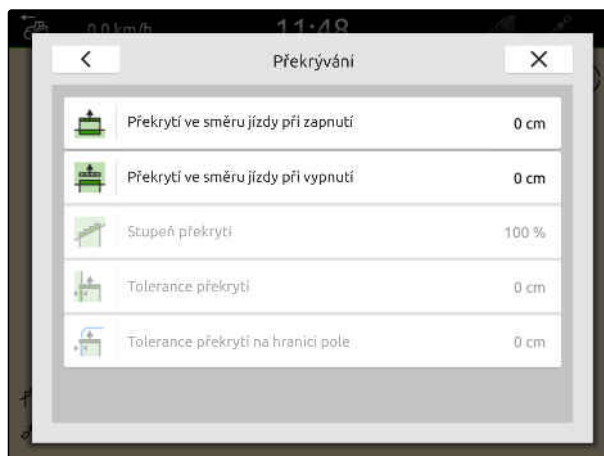 0.0 km/h 11:48
Překrývání
Překrytí ve směru jízdy při zapnutí 0 cm
Překrytí ve směru jízdy při vypnutí 0 cm
Stupeň překrytí 100 %
Tolerance překrytí 0 cm
Tolerance překrytí na hranici pole 0 cm